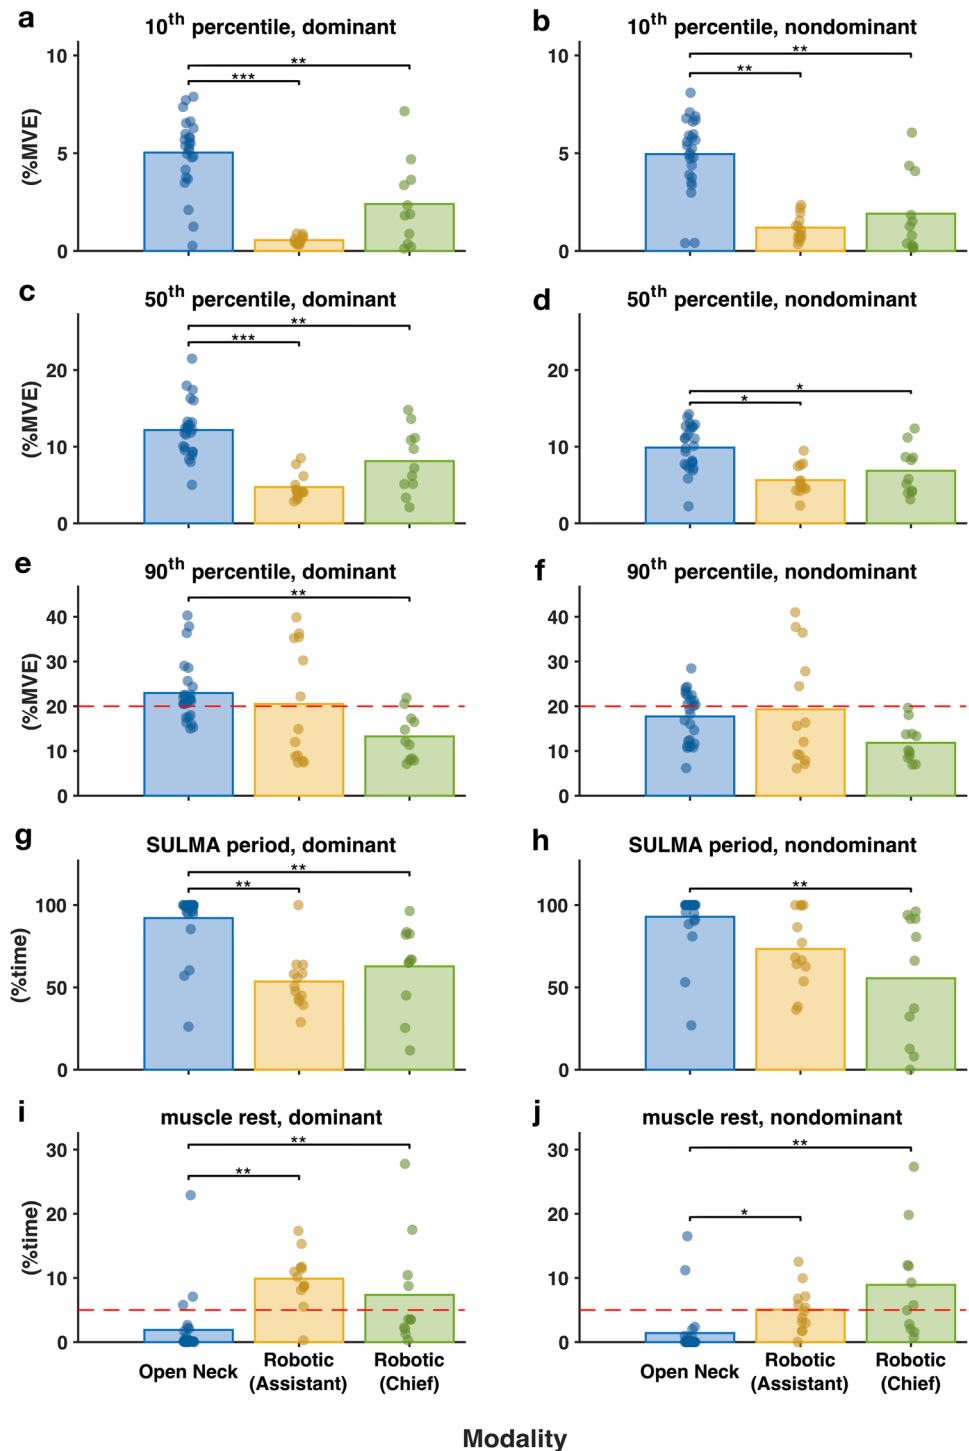 a
10th percentile, dominant
(%MVE)
10
5
0
***
**
b
10th percentile, nondominant
10
5
0
**
**
c
50th percentile, dominant
(%MVE)
20
10
0
**
***
d
50th percentile, nondominant
20
10
0
*
*
e
90th percentile, dominant
(%MVE)
40
30
20
10
0
**
f
90th percentile, nondominant
40
30
20
10
0
g
SULMA period, dominant
(%time)
100
50
0
**
**
h
SULMA period, nondominant
100
50
0
**
i
muscle rest, dominant
(%time)
30
20
10
0
**
**
j
muscle rest, nondominant
30
20
10
0
**
*
Open Neck
Robotic
(Assistant)
Robotic
(Chief)
Open Neck
Robotic
(Assistant)
Robotic
(Chief)
Modality